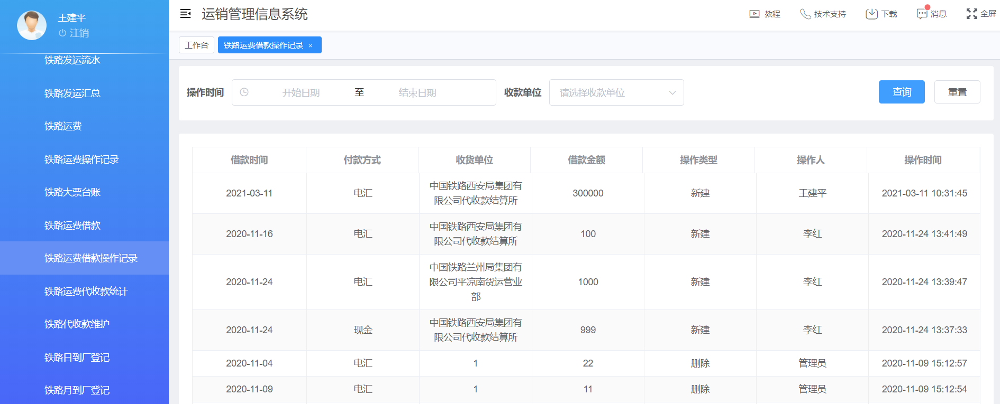 王建平
注销
铁路发运流水
铁路发运汇总
铁路运费
铁路运费操作记录
铁路大票台账
铁路运费借款
铁路运费借款操作记录
铁路运费代收款统计
铁路代收款维护
铁路日到厂登记
铁路月到厂登记
运销管理信息系统
教程
技术支持
下载
消息
全屏
工作台
铁路运费借款操作记录 ×
操作时间 开始日期 至 结束日期 收款单位 请选择收款单位 查询 重置
借款时间 付款方式 收货单位 借款金额 操作类型 操作人 操作时间
2021-03-11 电汇 中国铁路西安局集团有
限公司代收款结算所 300000 新建 王建平 2021-03-11 10:31:45
2020-11-16 电汇 中国铁路西安局集团有
限公司代收款结算所 100 新建 李红 2020-11-24 13:41:49
2020-11-24 电汇 中国铁路兰州局集团有
限公司平凉南货运营业
部 1000 新建 李红 2020-11-24 13:39:47
2020-11-24 现金 中国铁路西安局集团有
限公司代收款结算所 999 新建 李红 2020-11-24 13:37:33
2020-11-04 电汇 1 22 删除 管理员 2020-11-09 15:12:57
2020-11-09 电汇 1 11 删除 管理员 2020-11-09 15:12:54